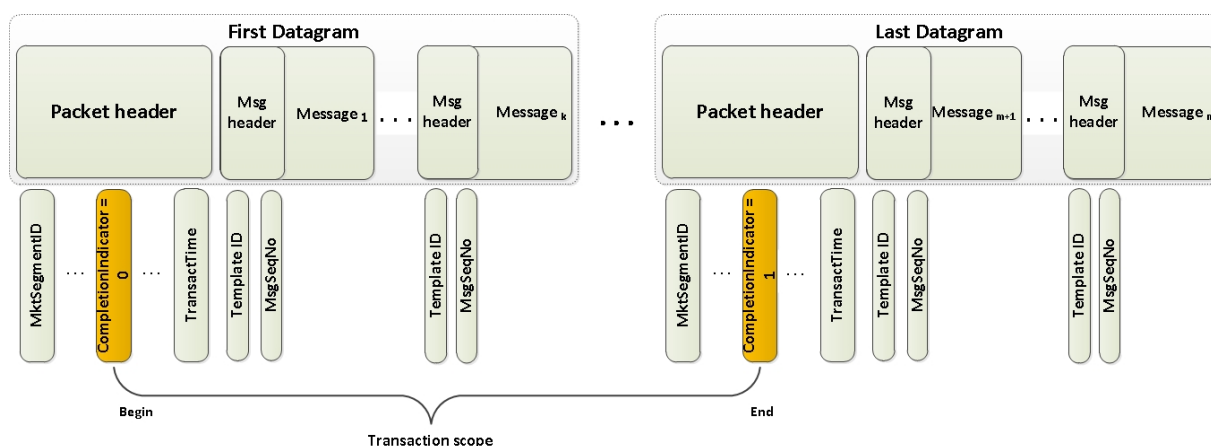 First Datagram
Last Datagram
Packet header
Msg header
Message 1
...
Msg header
Message k
...
Packet header
Msg header
Message m+1
...
Msg header
Message n
MktSegmentID
...
CompletionIndicator = 0
...
TransactTime
Template ID
MsgSeqNo
Template ID
MsgSeqNo
MktSegmentID
...
CompletionIndicator = 1
...
TransactTime
Template ID
MsgSeqNo
Template ID
MsgSeqNo
Begin
End
Transaction scope